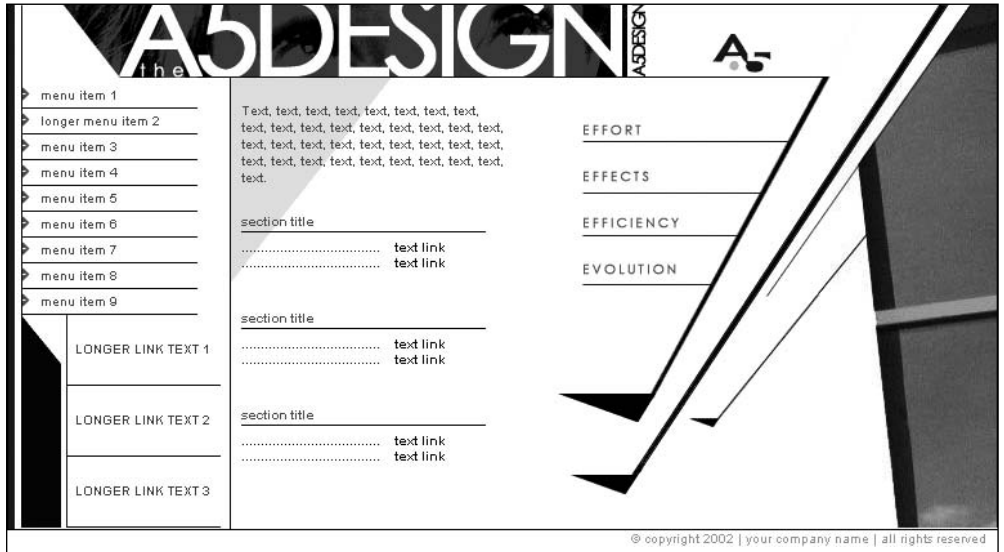 the
A5DESIGN
A5DESIGN
A5
menu item 1
longer menu item 2
menu item 3
menu item 4
menu item 5
menu item 6
menu item 7
menu item 8
menu item 9
LONGER LINK TEXT 1
LONGER LINK TEXT 2
LONGER LINK TEXT 3
Text, text, text, text, text, text, text, text,
text, text, text, text, text, text, text, text, text,
text, text, text, text, text, text, text, text, text,
text, text, text, text, text, text, text, text, text,
text.
section title
................................... text link
................................... text link
section title
................................... text link
................................... text link
section title
................................... text link
................................... text link
EFFORT
EFFECTS
EFFICIENCY
EVOLUTION
© copyright 2002 | your company name | all rights reserved